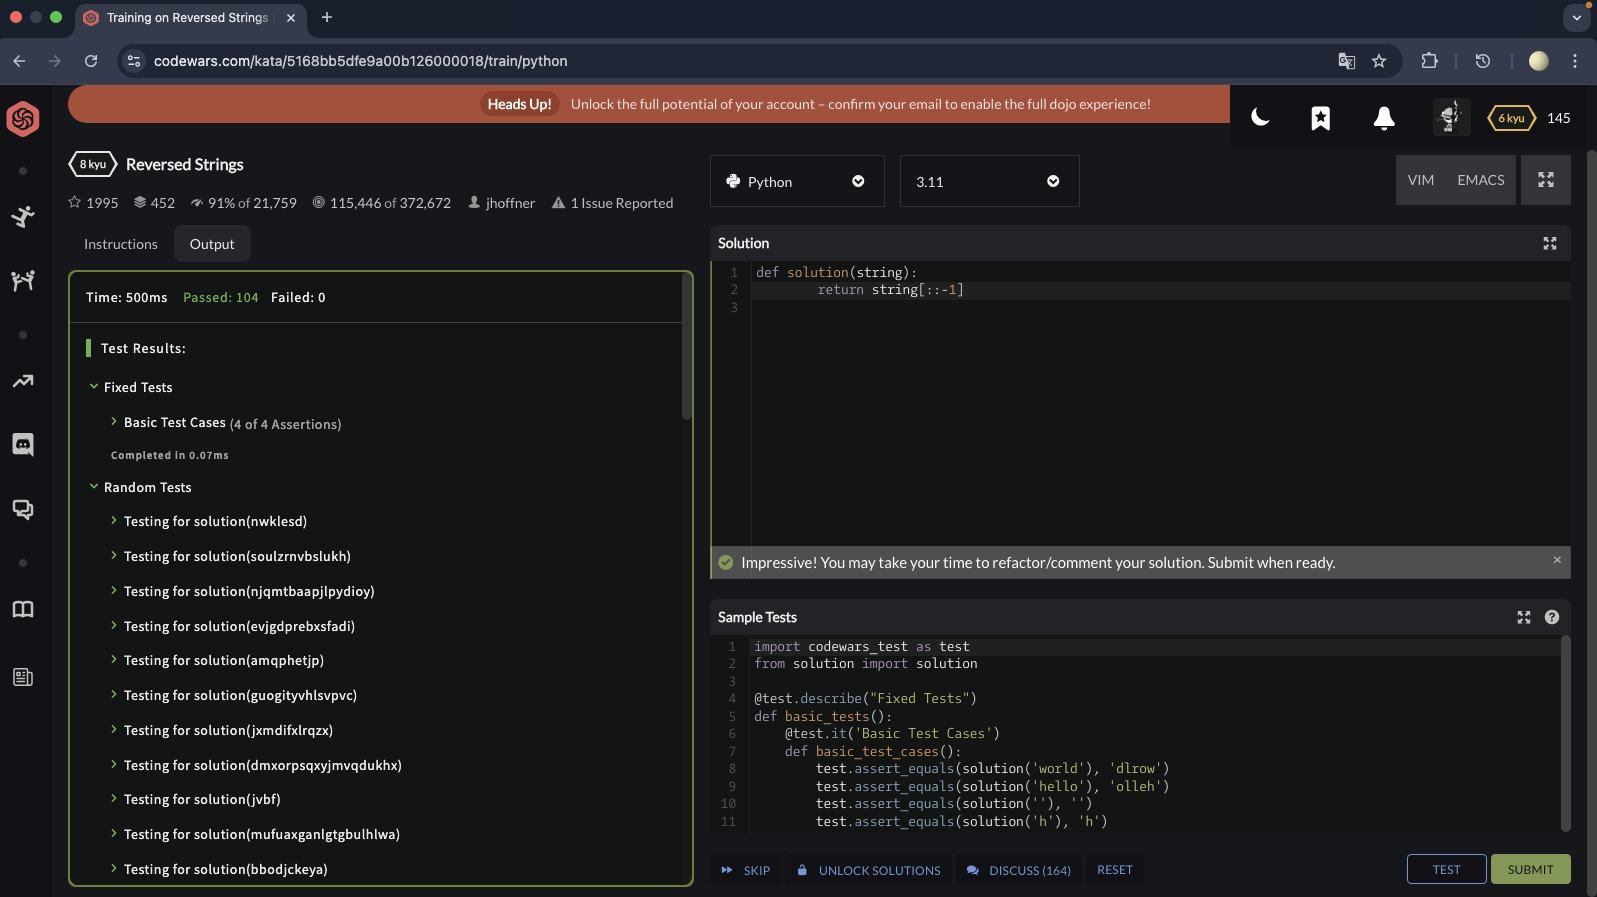 Training on Reversed Strings
codewars.com/kata/5168bb5dfe9a00b126000018/train/python
Heads Up! Unlock the full potential of your account – confirm your email to enable the full dojo experience!
6 kyu 145
8 kyu Reversed Strings
1995 452 91% of 21,759 115,446 of 372,672 jhoffner 1 Issue Reported
Instructions Output
Time: 500ms Passed: 104 Failed: 0
Test Results:
Fixed Tests
Basic Test Cases (4 of 4 Assertions)
Completed in 0.07ms
Random Tests
Testing for solution(nwklesd)
Testing for solution(soulzrnvbslukh)
Testing for solution(njqmtbaapjlpydioy)
Testing for solution(evjgdprebxsfadi)
Testing for solution(amqphetjp)
Testing for solution(guogityvhlsvpvc)
Testing for solution(jxmdifxlrqzx)
Testing for solution(dmxorpsqxyjmvqdukhx)
Testing for solution(jvbf)
Testing for solution(mufuaxganlgtgbulhlwa)
Testing for solution(bbodjckeya)
Python 3.11 VIM EMACS
Solution
1 def solution(string):
2 return string[::-1]
3
Impressive! You may take your time to refactor/comment your solution. Submit when ready.
Sample Tests
1 import codewars_test as test
2 from solution import solution
3
4 @test.describe("Fixed Tests")
5 def basic_tests():
6 @test.it('Basic Test Cases')
7 def basic_test_cases():
8 test.assert_equals(solution('world'), 'dlrow')
9 test.assert_equals(solution('hello'), 'olleh')
10 test.assert_equals(solution(''), '')
11 test.assert_equals(solution('h'), 'h')
SKIP UNLOCK SOLUTIONS DISCUSS (164) RESET TEST SUBMIT